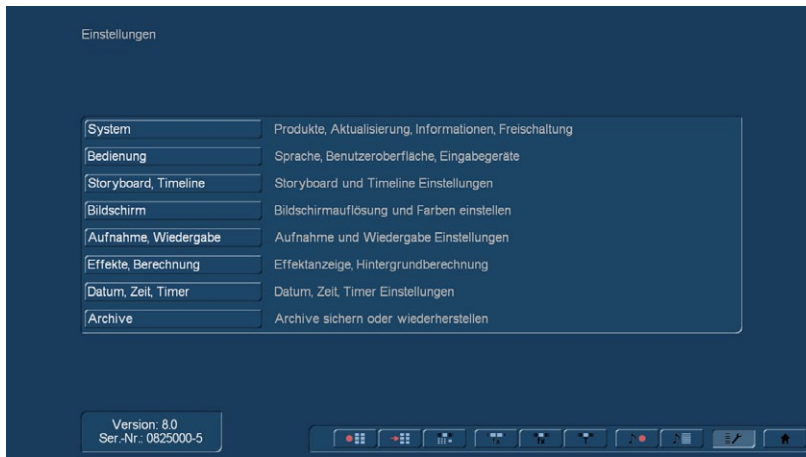 Einstellungen
System Produkte, Aktualisierung, Informationen, Freischaltung
Bedienung Sprache, Benutzeroberfläche, Eingabegeräte
Storyboard, Timeline Storyboard und Timeline Einstellungen
Bildschirm Bildschirmauflösung und Farben einstellen
Aufnahme, Wiedergabe Aufnahme und Wiedergabe Einstellungen
Effekte, Berechnung Effektanzeige, Hintergrundberechnung
Datum, Zeit, Timer Datum, Zeit, Timer Einstellungen
Archive Archive sichern oder wiederherstellen
Version: 8.0
Ser.-Nr.: 0825000-5